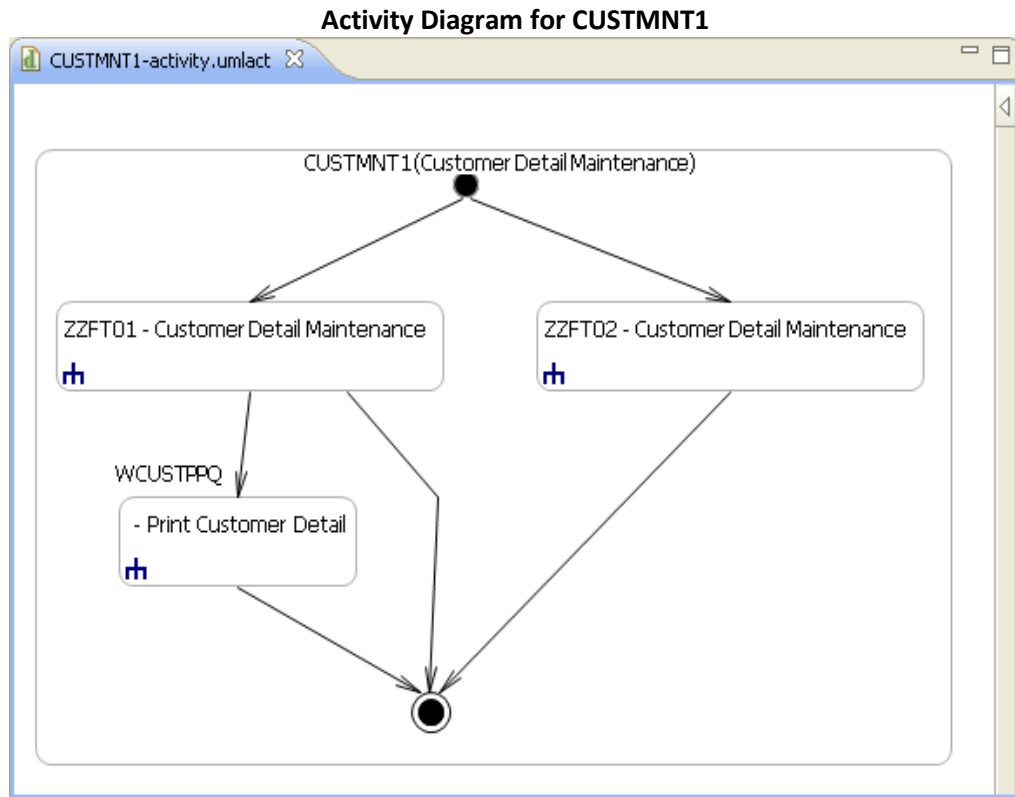 Activity Diagram for CUSTMNT1
CUSTMNT1-activity.umlact
CUSTMNT1(Customer Detail Maintenance)
ZZFT01 - Customer Detail Maintenance
ZZFT02 - Customer Detail Maintenance
WCUSTPPQ
- Print Customer Detail